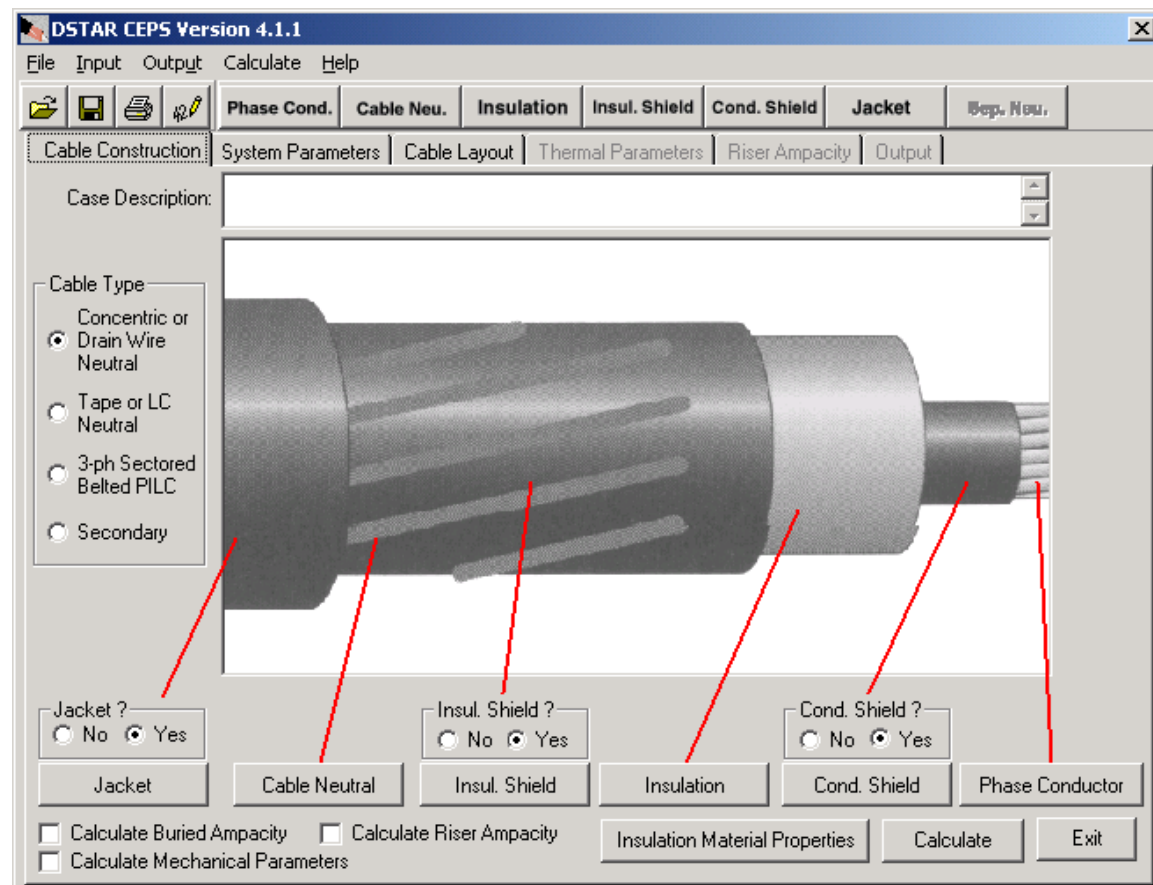 DSTAR CEPS Version 4.1.1
File Input Output Calculate Help
Phase Cond. Cable Neu. Insulation Insul. Shield Cond. Shield Jacket Sep. Neu.
Cable Construction System Parameters Cable Layout Thermal Parameters Riser Ampacity Output
Case Description:
Cable Type
Concentric or
Drain Wire
Neutral
Tape or LC
Neutral
3-ph Sectored
Belted PILC
Secondary
Jacket ?
No Yes
Insul. Shield ?
No Yes
Cond. Shield ?
No Yes
Jacket Cable Neutral Insul. Shield Insulation Cond. Shield Phase Conductor
Calculate Buried Ampacity Calculate Riser Ampacity
Calculate Mechanical Parameters
Insulation Material Properties Calculate Exit